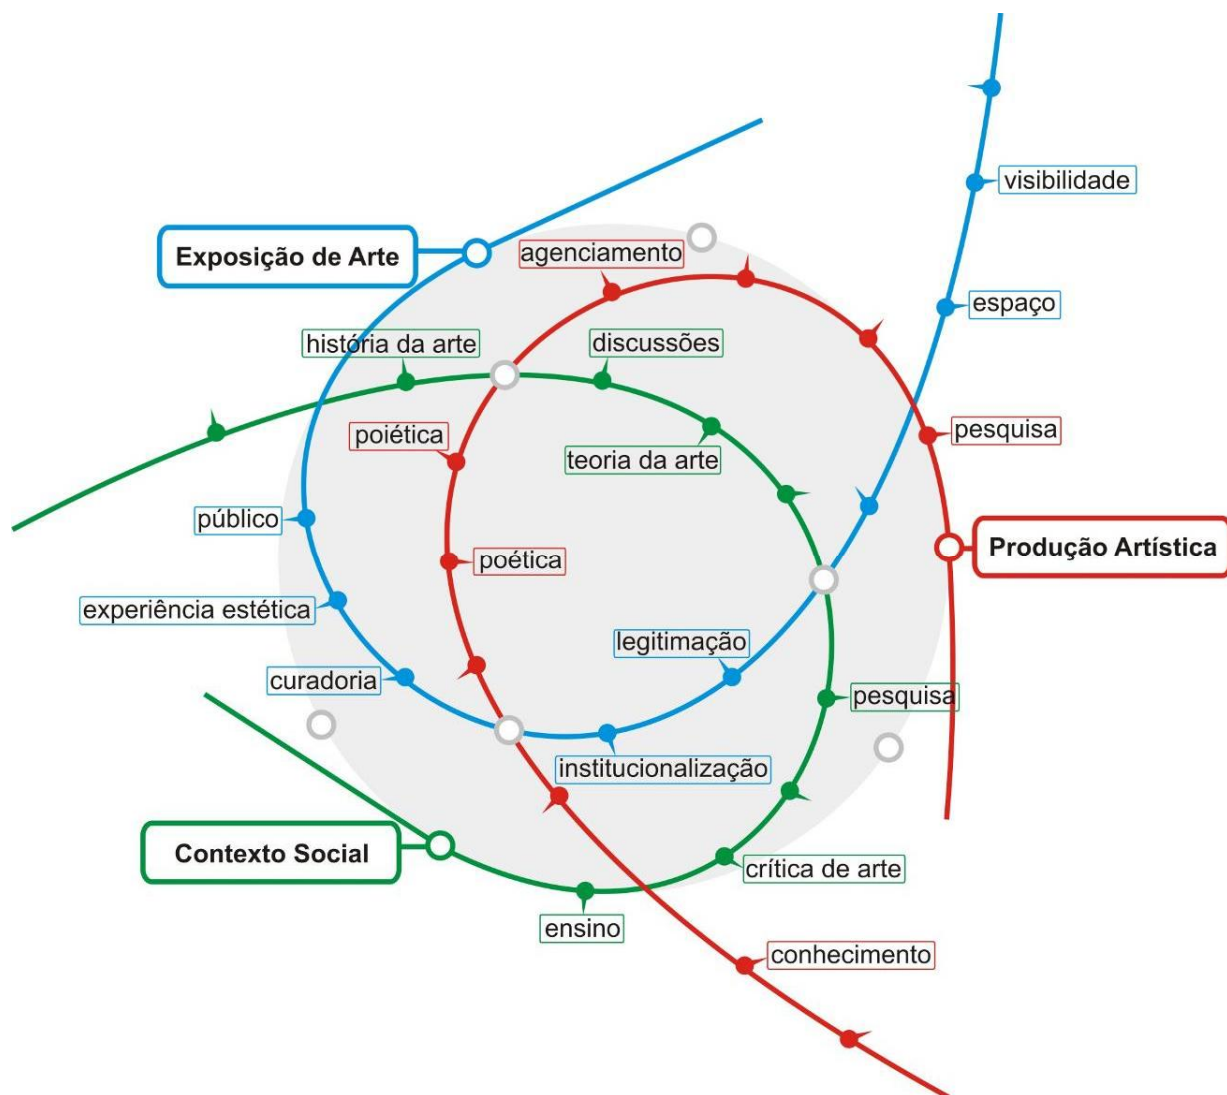 visibilidade
Exposição de Arte
agenciamento
espaço
história da arte
discussões
poiética
teoria da arte
pesquisa
público
poética
Produção Artística
experiência estética
legitimação
curadoria
pesquisa
institucionalização
Contexto Social
crítica de arte
ensino
conhecimento